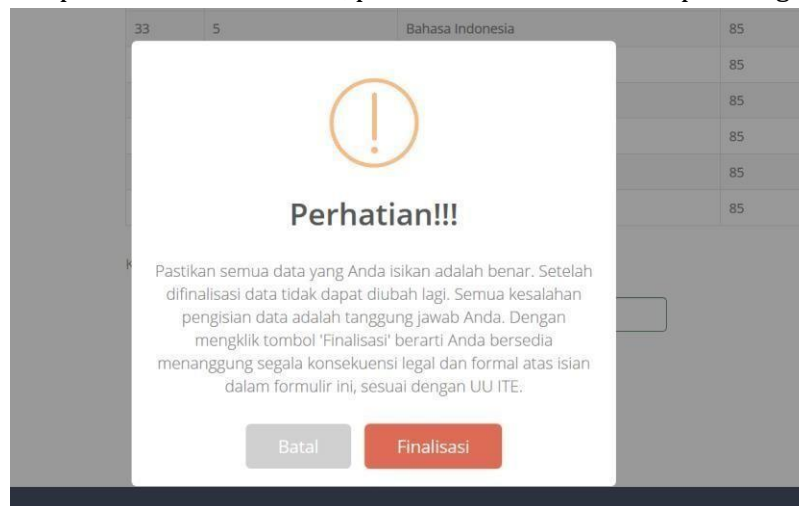 33 5 Bahasa Indonesia 85
85
85
85
85
85
Perhatian!!!
Pastikan semua data yang Anda isikan adalah benar. Setelah
difinalisasi data tidak dapat diubah lagi. Semua kesalahan
pengisian data adalah tanggung jawab Anda. Dengan
mengklik tombol 'Finalisasi' berarti Anda bersedia
menanggung segala konsekuensi legal dan formal atas isian
dalam formulir ini, sesuai dengan UU ITE.
Batal Finalisasi